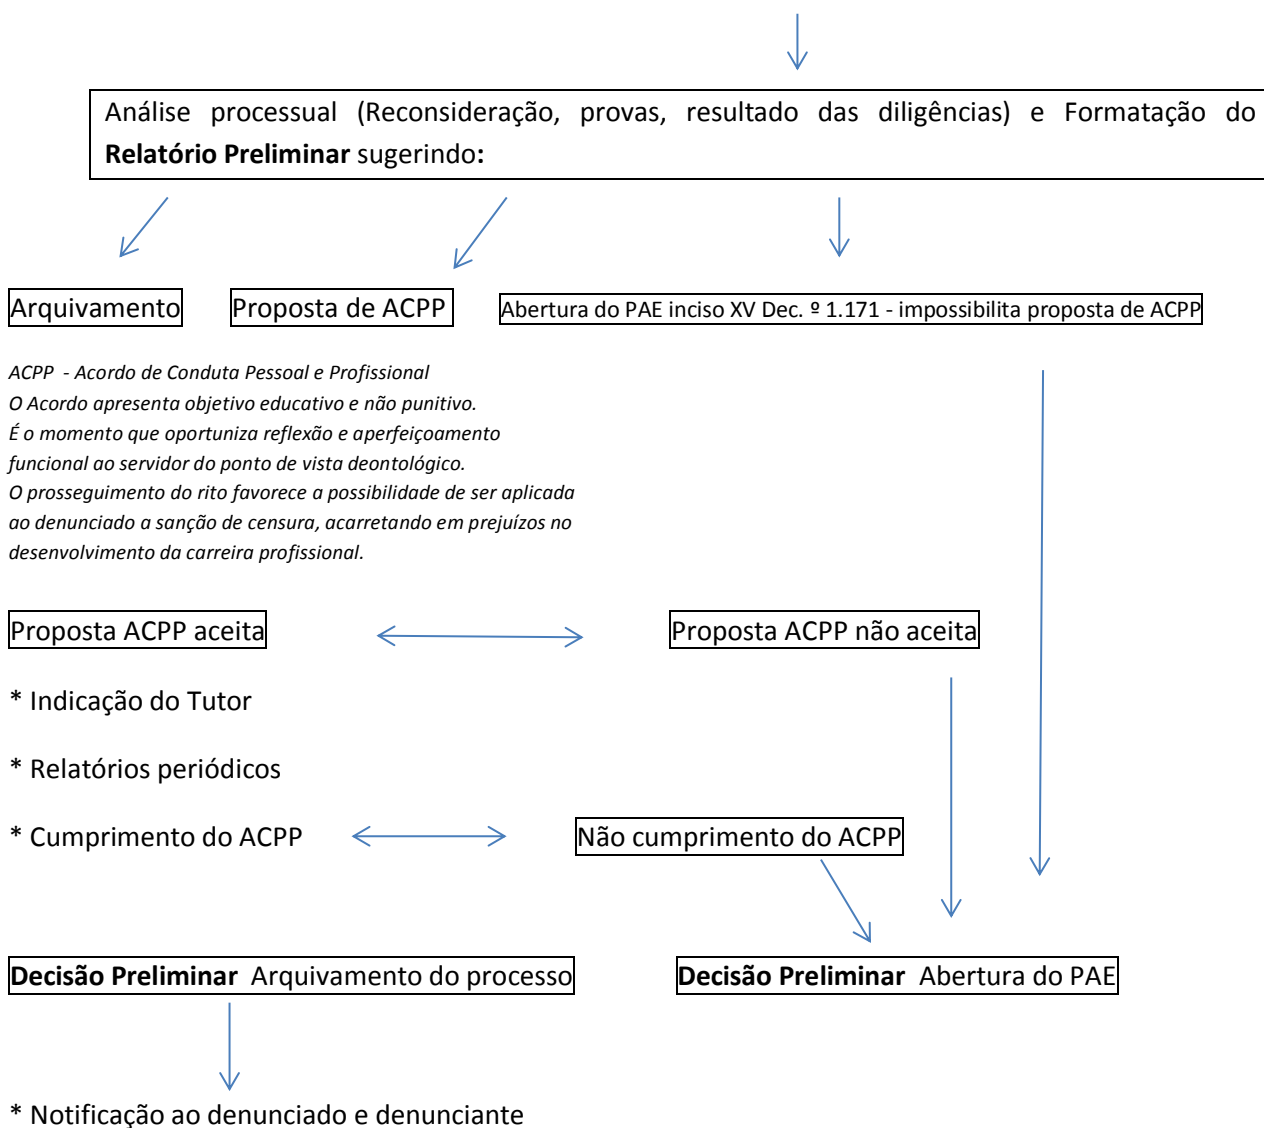 Análise processual (Reconsideração, provas, resultado das diligências) e Formatação do
Relatório Preliminar sugerindo:
Arquivamento
Proposta de ACPP
Abertura do PAE inciso XV Dec. º 1.171 - impossibilita proposta de ACPP
ACPP - Acordo de Conduta Pessoal e Profissional
O Acordo apresenta objetivo educativo e não punitivo.
É o momento que oportuniza reflexão e aperfeiçoamento
funcional ao servidor do ponto de vista deontológico.
O prosseguimento do rito favorece a possibilidade de ser aplicada
ao denunciado a sanção de censura, acarretando em prejuízos no
desenvolvimento da carreira profissional.
Proposta ACPP aceita
Proposta ACPP não aceita
* Indicação do Tutor
* Relatórios periódicos
* Cumprimento do ACPP
Não cumprimento do ACPP
Decisão Preliminar Arquivamento do processo
Decisão Preliminar Abertura do PAE
* Notificação ao denunciado e denunciante